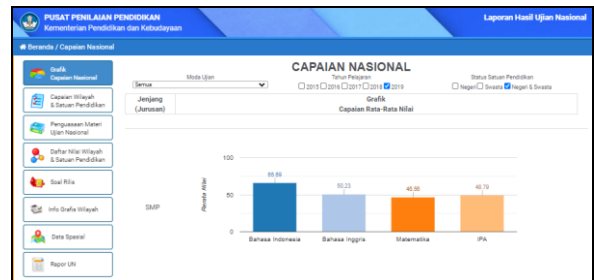 PUSAT PENILAIAN PENDIDIKAN
Kementerian Pendidikan dan Kebudayaan
Laporan Hasil Ujian Nasional
Beranda / Capaian Nasional
Grafik
Capaian Nasional
Capaian Wilayah
& Satuan Pendidikan
Penguasaan Materi
Ujian Nasional
Daftar Nilai Wilayah
& Satuan Pendidikan
Soal Rilis
Info Grafis Wilayah
Data Spasial
Rapor UN
CAPAIAN NASIONAL
Moda Ujian
Semua
Tahun Pelajaran
2015 2016 2017 2018 2019
Status Satuan Pendidikan
Negeri Swasta Negeri & Swasta
Jenjang
(Jurusan)
Grafik
Capaian Rata-Rata Nilai
SMP
Rerata Nilai
100
50
0
65,69
50,23
46,56
48,79
Bahasa Indonesia
Bahasa Inggris
Matematika
IPA